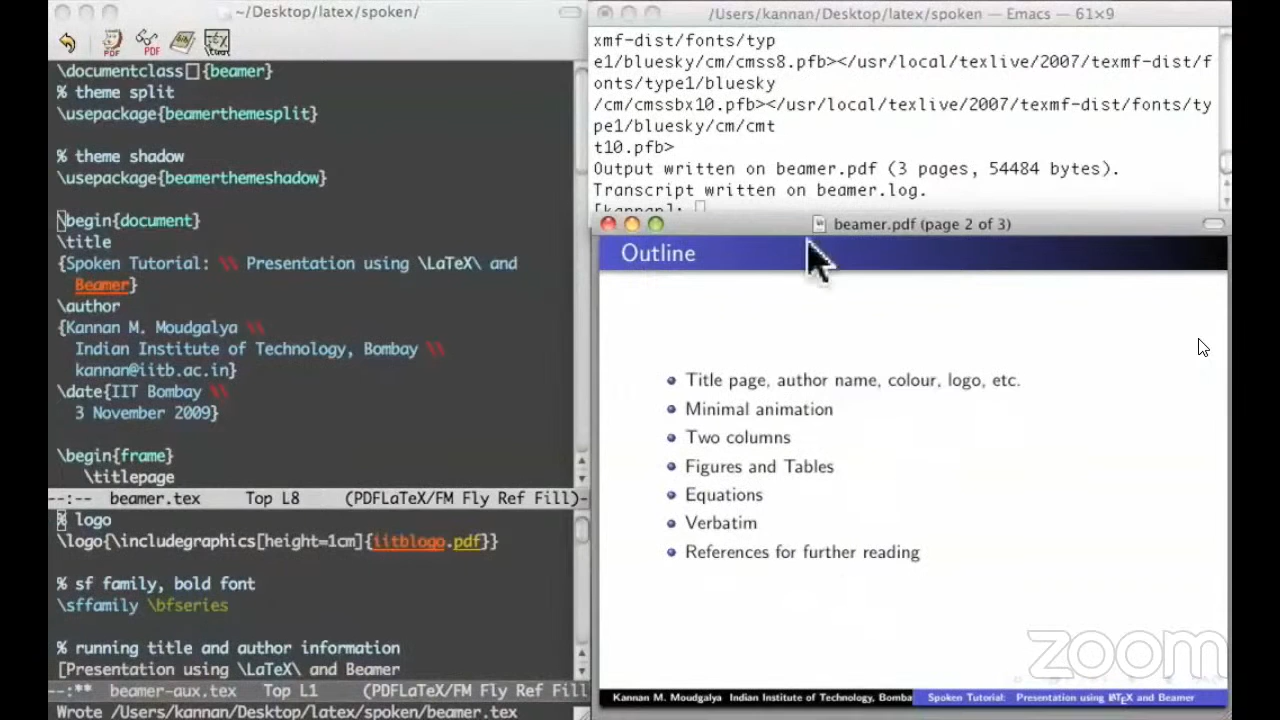 ~/Desktop/latex/spoken/
\documentclass[]{beamer}
% theme split
\usepackage{beamerthemesplit}
% theme shadow
\usepackage{beamerthemeshadow}
\begin{document}
\title
{Spoken Tutorial: \\ Presentation using \LaTeX\ and
Beamer}
\author
{Kannan M. Moudgalya \\
Indian Institute of Technology, Bombay \\
kannan@iitb.ac.in}
\date{IIT Bombay \\
3 November 2009}
\begin{frame}
\titlepage
--:-- beamer.tex Top L8 (PDFLaTeX/FM Fly Ref Fill)-
% logo
\logo{\includegraphics[height=1cm]{iitblogo.pdf}}
% sf family, bold font
\sffamily \bfseries
% running title and author information
[Presentation using \LaTeX\ and Beamer
--:** beamer-aux.tex Top L1 (PDFLaTeX/FM Fly Ref Fill
Wrote /Users/kannan/Desktop/latex/spoken/beamer.tex
/Users/kannan/Desktop/latex/spoken — Emacs — 61×9
xmf-dist/fonts/typ
e1/bluesky/cm/cmss8.pfb></usr/local/texlive/2007/texmf-dist/f
onts/type1/bluesky
/cm/cmssbx10.pfb></usr/local/texlive/2007/texmf-dist/fonts/ty
pe1/bluesky/cm/cmt
t10.pfb>
Output written on beamer.pdf (3 pages, 54484 bytes).
Transcript written on beamer.log.
[kannan]:
beamer.pdf (page 2 of 3)
Outline
Title page, author name, colour, logo, etc.
Minimal animation
Two columns
Figures and Tables
Equations
Verbatim
References for further reading
zoom
Kannan M. Moudgalya Indian Institute of Technology, Bomba Spoken Tutorial: Presentation using LATEX and Beamer